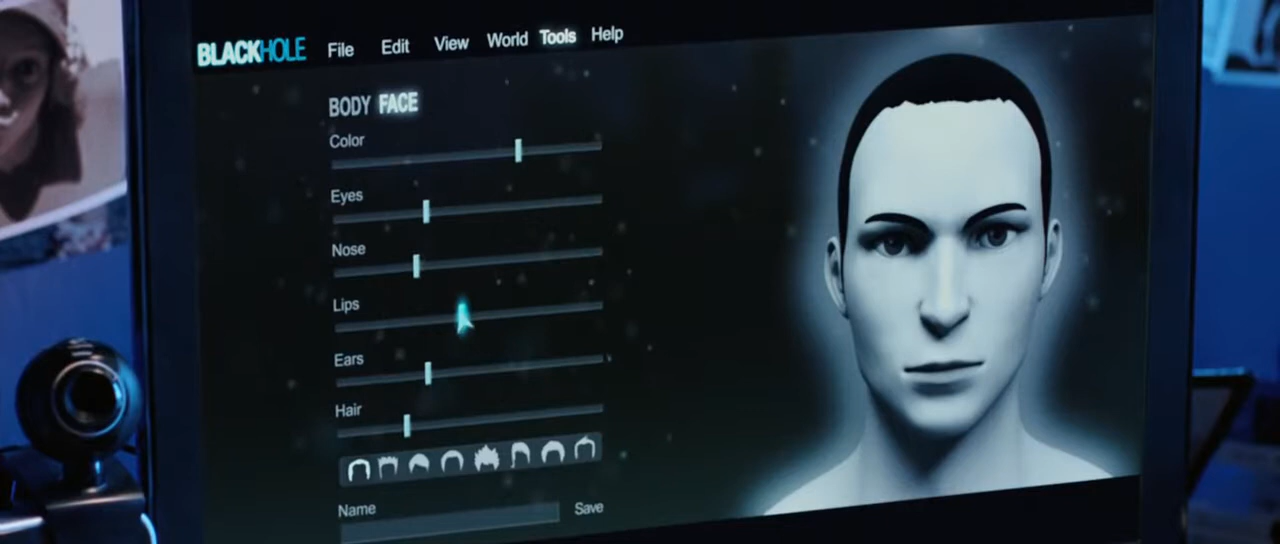 BLACKHOLE File Edit View World Tools Help
BODY FACE
Color
Eyes
Nose
Lips
Ears
Hair
Name Save